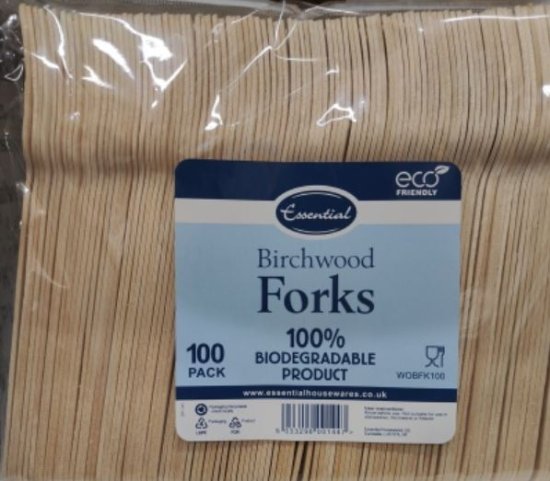 eco
FRIENDLY
Essential
Birchwood
Forks
100%
BIODEGRADABLE
PRODUCT
100
PACK
WOBFK100
www.essentialhousewares.co.uk